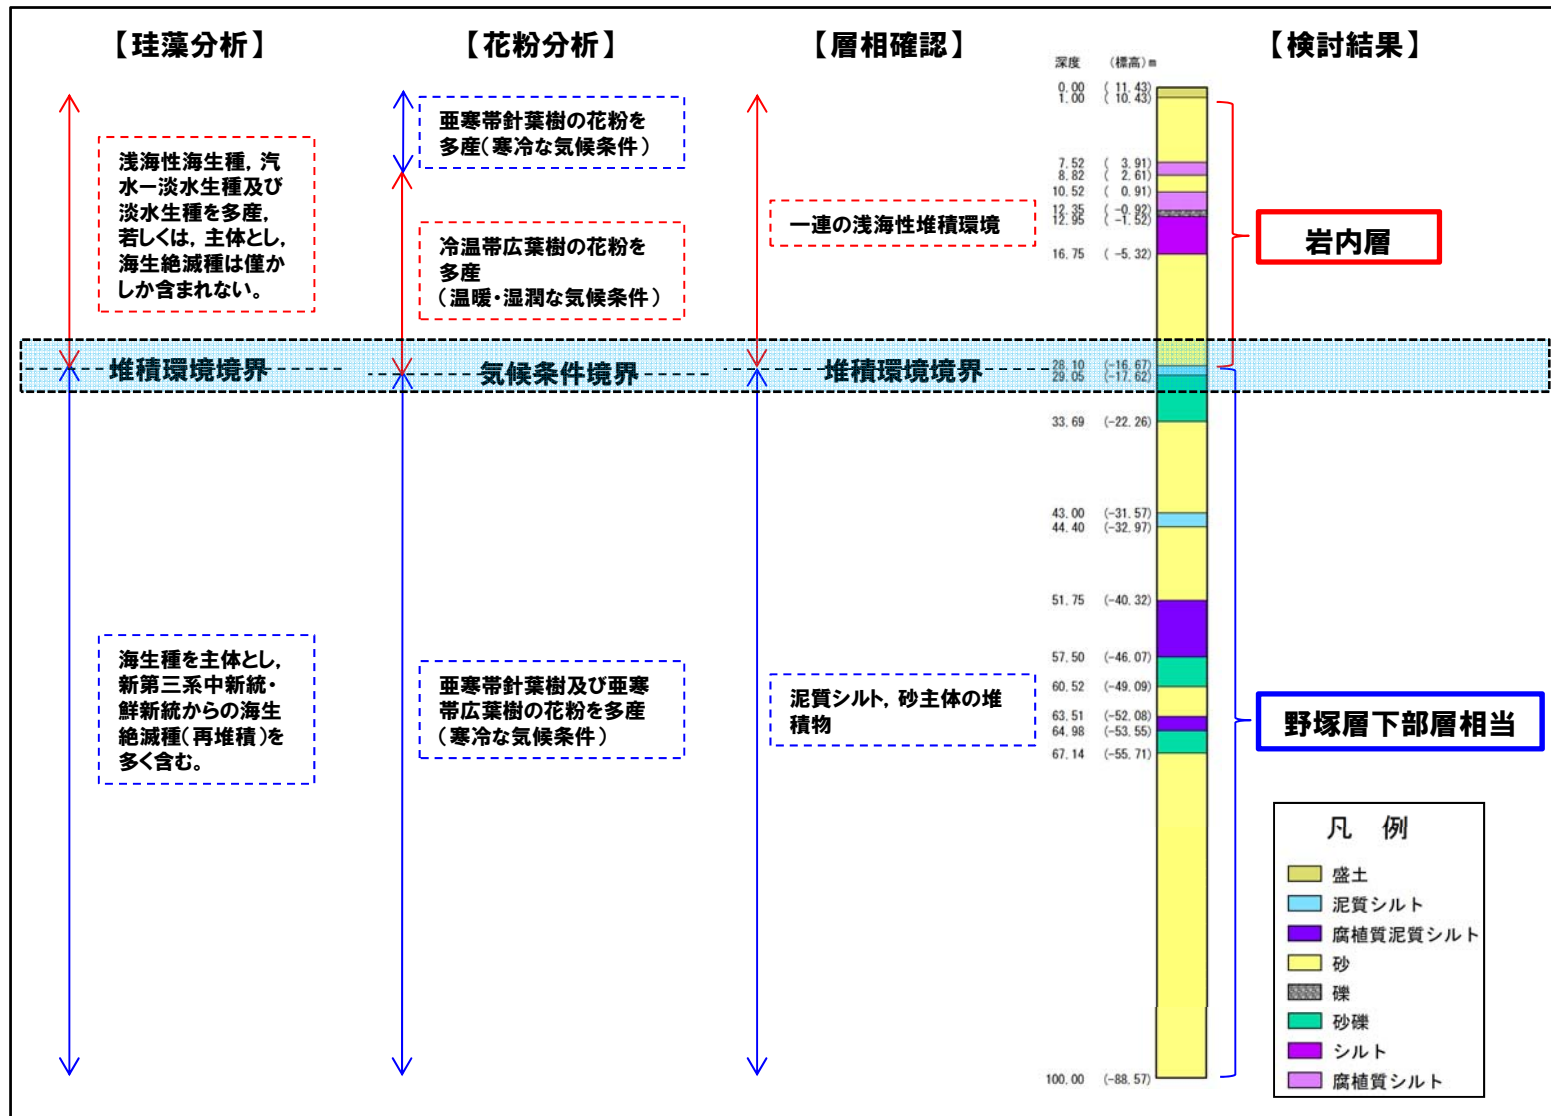 【珪藻分析】
【花粉分析】
【層相確認】
【検討結果】
浅海性海生種，汽
水ー淡水生種及び
淡水生種を多産，
若しくは，主体とし，
海生絶滅種は僅か
しか含まれない。
堆積環境境界
海生種を主体とし，
新第三系中新統・
鮮新統からの海生
絶滅種（再堆積）を
多く含む。
亜寒帯針葉樹の花粉を
多産（寒冷な気候条件）
冷温帯広葉樹の花粉を
多産
（温暖・湿潤な気候条件）
気候条件境界
亜寒帯針葉樹及び亜寒
帯広葉樹の花粉を多産
（寒冷な気候条件）
一連の浅海性堆積環境
堆積環境境界
泥質シルト，砂主体の堆
積物
深度 (標高)m
0.00 ( 11.43)
1.00 ( 10.43)
7.52 ( 3.91)
8.82 ( 2.61)
10.52 ( 0.91)
12.35 ( -0.92)
12.95 ( -1.52)
16.75 ( -5.32)
28.10 (-16.67)
29.05 (-17.62)
33.69 (-22.26)
43.00 (-31.57)
44.40 (-32.97)
51.75 (-40.32)
57.50 (-46.07)
60.52 (-49.09)
63.51 (-52.08)
64.98 (-53.55)
67.14 (-55.71)
100.00 (-88.57)
岩内層
野塚層下部層相当
凡 例
盛土
泥質シルト
腐植質泥質シルト
砂
礫
砂礫
シルト
腐植質シルト